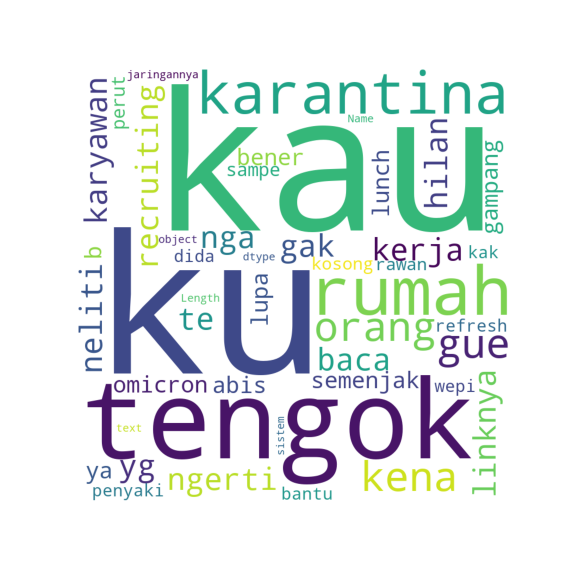 jaringannya
karyawan
perut
recruiting
karantina
kau
Name
bener
sampe
lunch
hilan
gampang
neliti
b
object
dida
nga
dtype
gak
kosong
rawan
kerja
kak
ku
Length
te
lupa
rumah
orang
refresh
gue
baca
omicron
abis
semenjak
wepi
linknya
tengok
text
sistem
ya
yg
ngerti
kena
penyaki
bantu